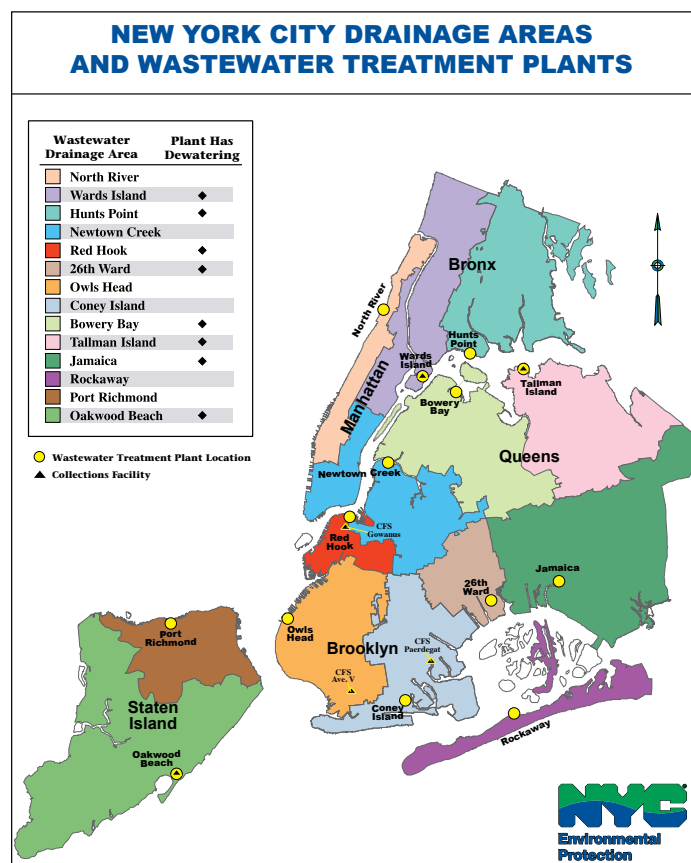 NEW YORK CITY DRAINAGE AREAS
AND WASTEWATER TREATMENT PLANTS
Wastewater Drainage Area
Plant Has Dewatering
North River
Wards Island ◆
Hunts Point ◆
Newtown Creek
Red Hook ◆
26th Ward ◆
Owls Head
Coney Island
Bowery Bay ◆
Tallman Island ◆
Jamaica ◆
Rockaway
Port Richmond
Oakwood Beach ◆
Wastewater Treatment Plant Location
Collections Facility
Bronx
North River
Hunts
Point
Wards
Island
Manhattan
Tallman
Island
Bowery
Bay
Queens
Newtown Creek
CFS
Gowanus
Red
Hook
Jamaica
26th
Ward
Owls
Head
Brooklyn
CFS
Paerdegat
CFS
Ave. V
Coney
Island
Rockaway
Port
Richmond
Staten
Island
Oakwood
Beach
NYC
Environmental
Protection